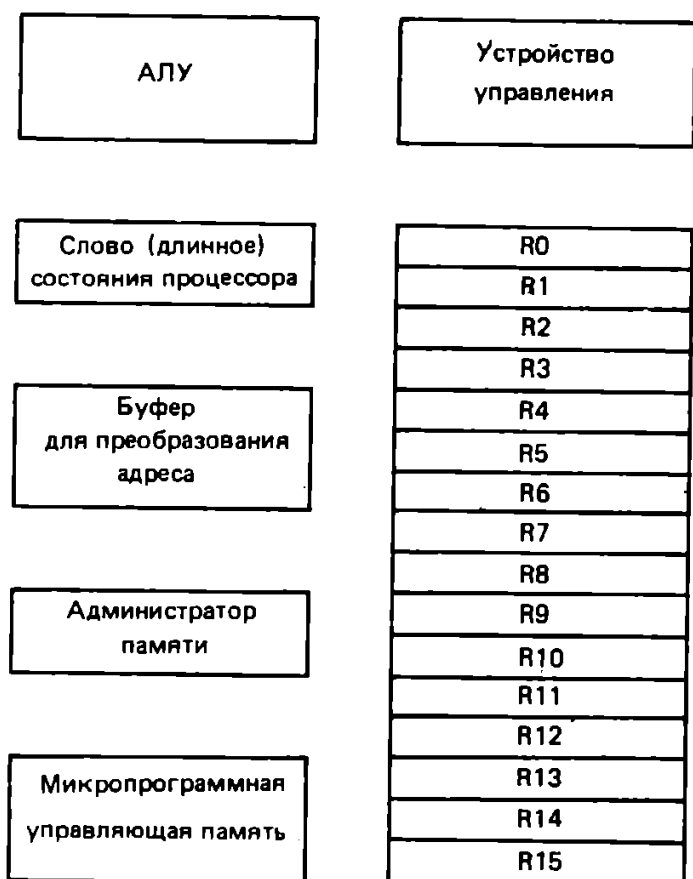 АЛУ
Устройство
управления
Слово (длинное)
состояния процессора
Буфер
для преобразования
адреса
Администратор
памяти
Микропрограммная
управляющая память
R0
R1
R2
R3
R4
R5
R6
R7
R8
R9
R10
R11
R12
R13
R14
R15